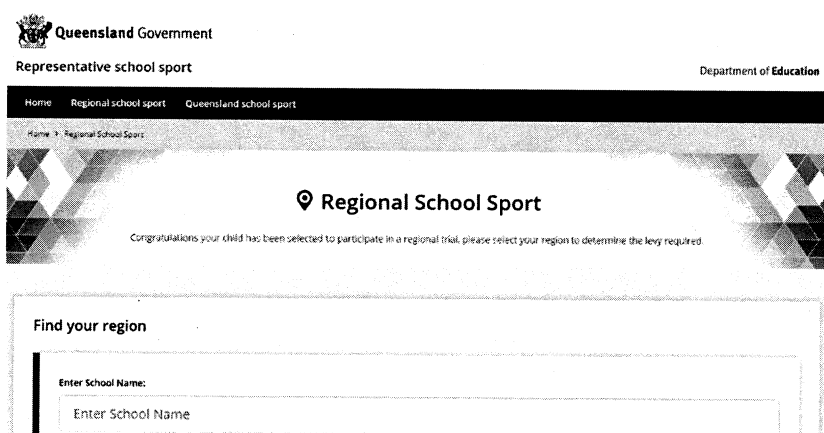 Queensland Government
Representative school sport
Department of Education
Home Regional school sport Queensland school sport
Home > Regional School Sport
Regional School Sport
Congratulations your child has been selected to participate in a regional trial, please select your region to determine the levy required.
Find your region
Enter School Name:
Enter School Name